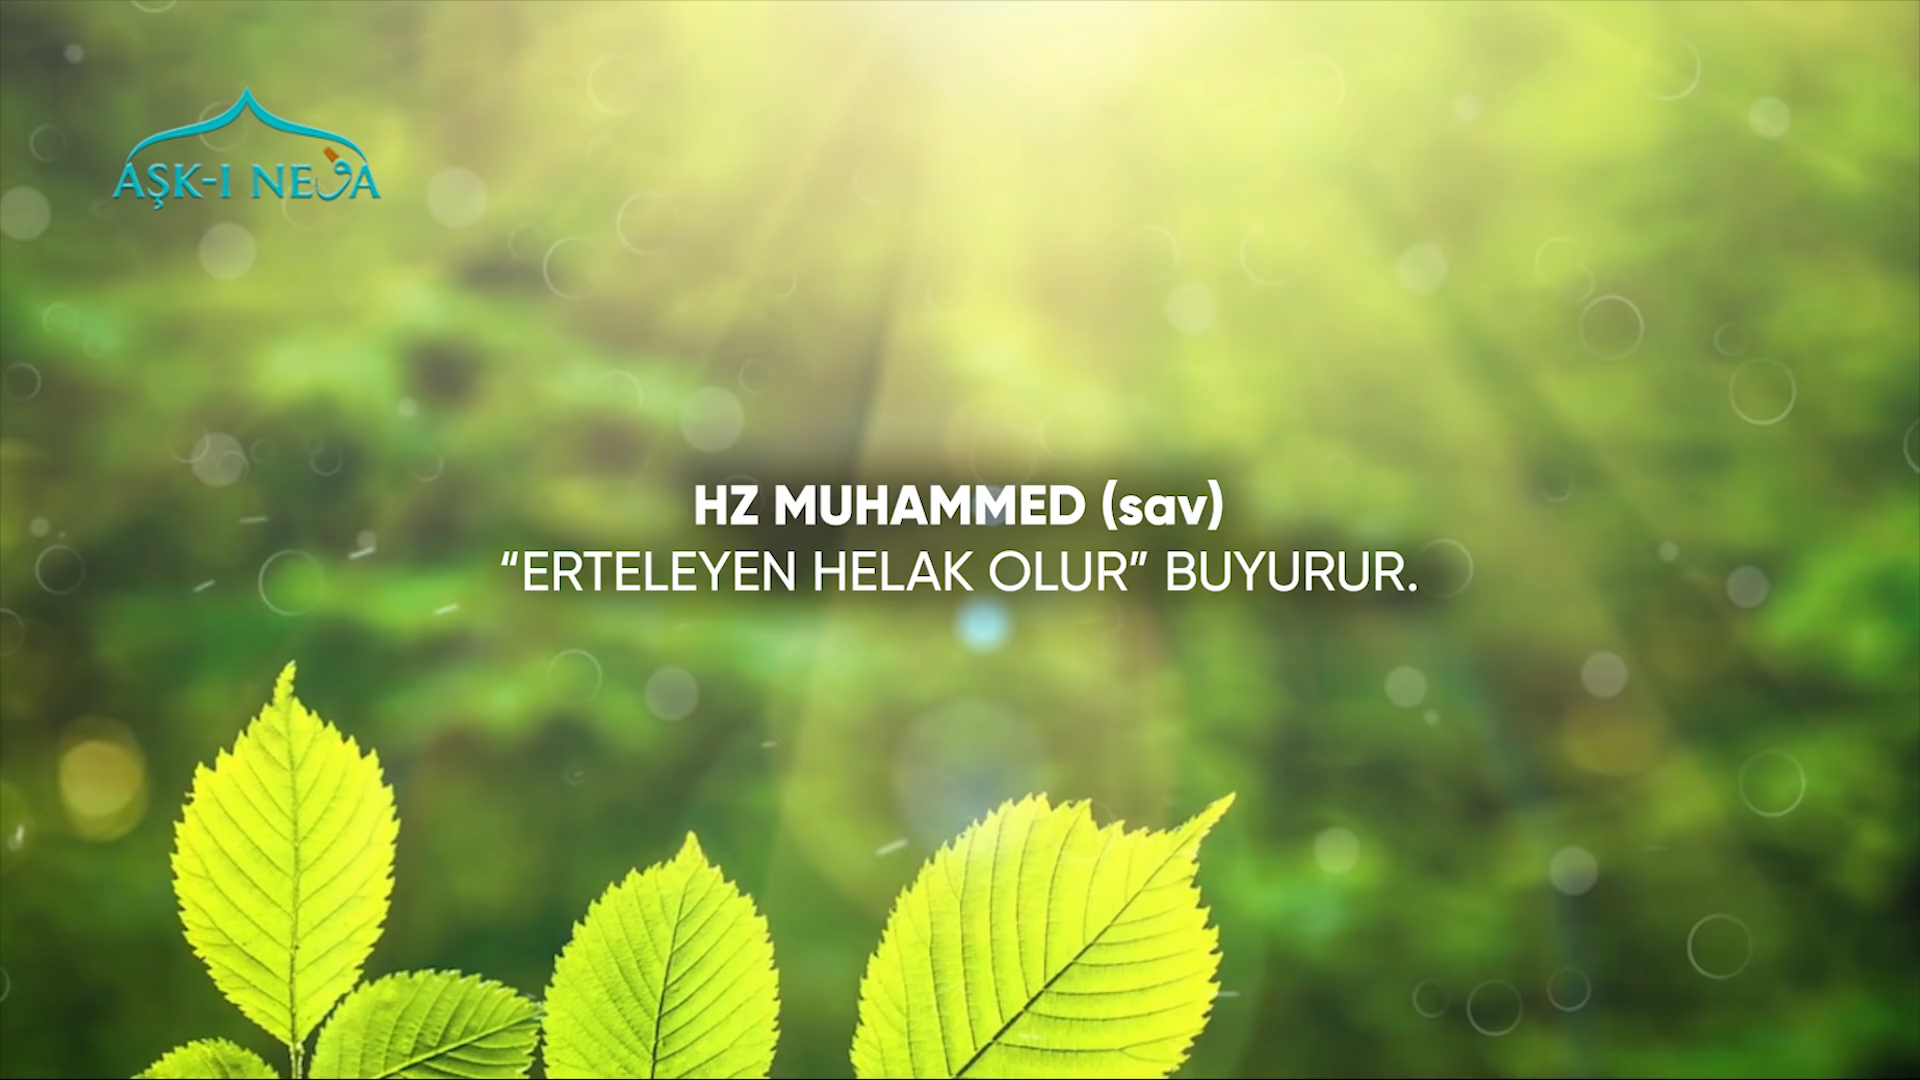 AŞK-I NEVA
HZ MUHAMMED (sav)
“ERTELEYEN HELAK OLUR” BUYURUR.